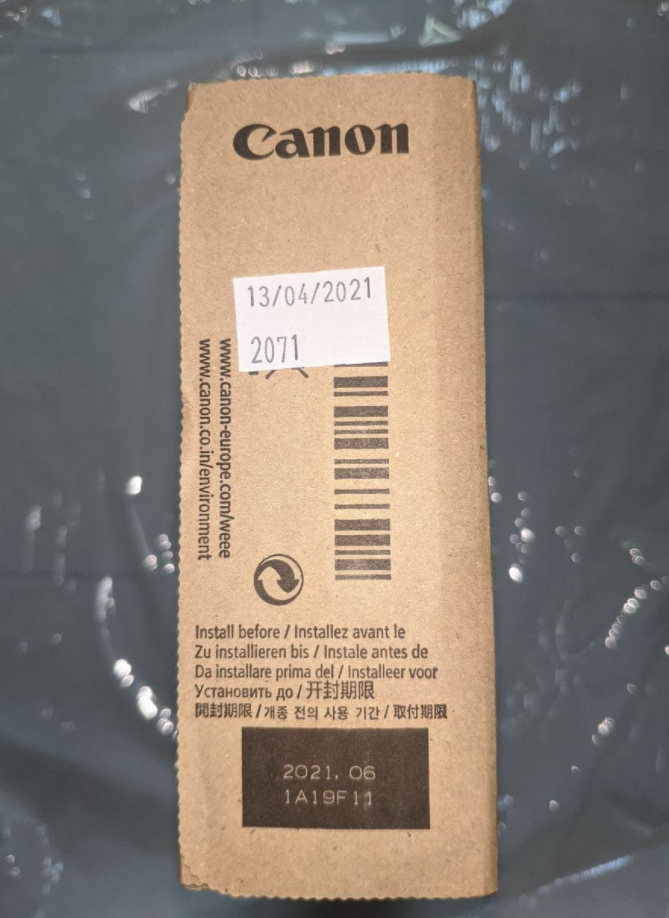 Canon
13/04/2021
2071
www.canon-europe.com/weee
www.canon.co.in/environment
Install before / Installez avant le
Zu installieren bis / Instale antes de
Da installare prima del / Installeer voor
Установить до / 开封期限
開封期限 / 개종 전의 사용 기간 / 取付期限
2021. 06
1A19F11